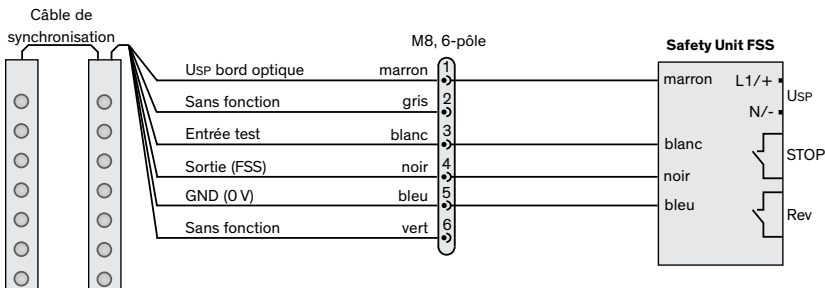 Câble de
synchronisation
M8, 6-pôle
Safety Unit FSS
USP bord optique marron 1 marron L1/+
USP
Sans fonction gris 2 N/-
Entrée test blanc 3 blanc
STOP
Sortie (FSS) noir 4 noir
GND (0 V) bleu 5 bleu
Rev
Sans fonction vert 6